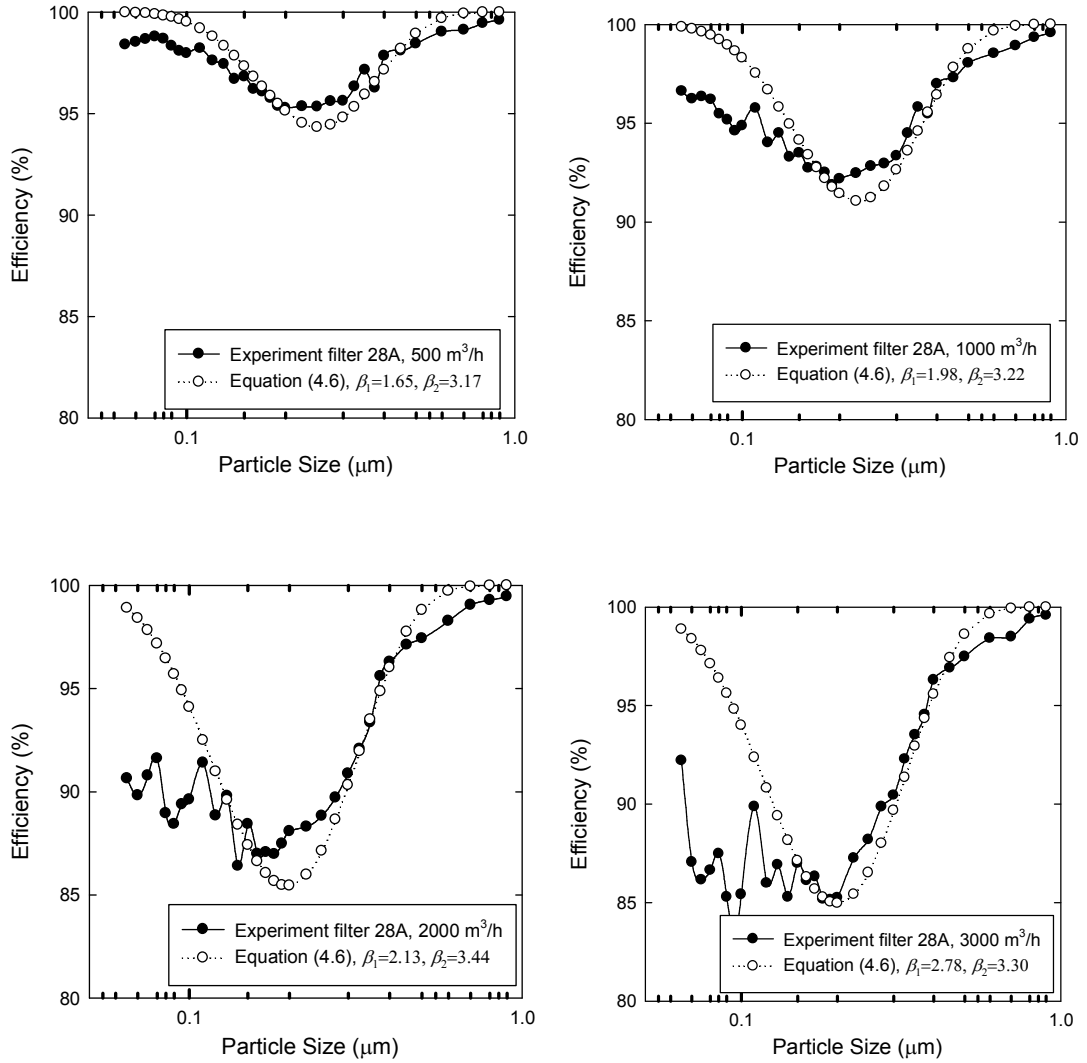 100
95
90
85
80
Efficiency (%)
Experiment filter 28A, 500 m³/h
Equation (4.6), β₁=1.65, β₂=3.17
0.1
1.0
Particle Size (μm)
100
95
90
85
80
Efficiency (%)
Experiment filter 28A, 1000 m³/h
Equation (4.6), β₁=1.98, β₂=3.22
0.1
1.0
Particle Size (μm)
100
95
90
85
80
Efficiency (%)
Experiment filter 28A, 2000 m³/h
Equation (4.6), β₁=2.13, β₂=3.44
0.1
1.0
Particle Size (μm)
100
95
90
85
80
Efficiency (%)
Experiment filter 28A, 3000 m³/h
Equation (4.6), β₁=2.78, β₂=3.30
0.1
1.0
Particle Size (μm)